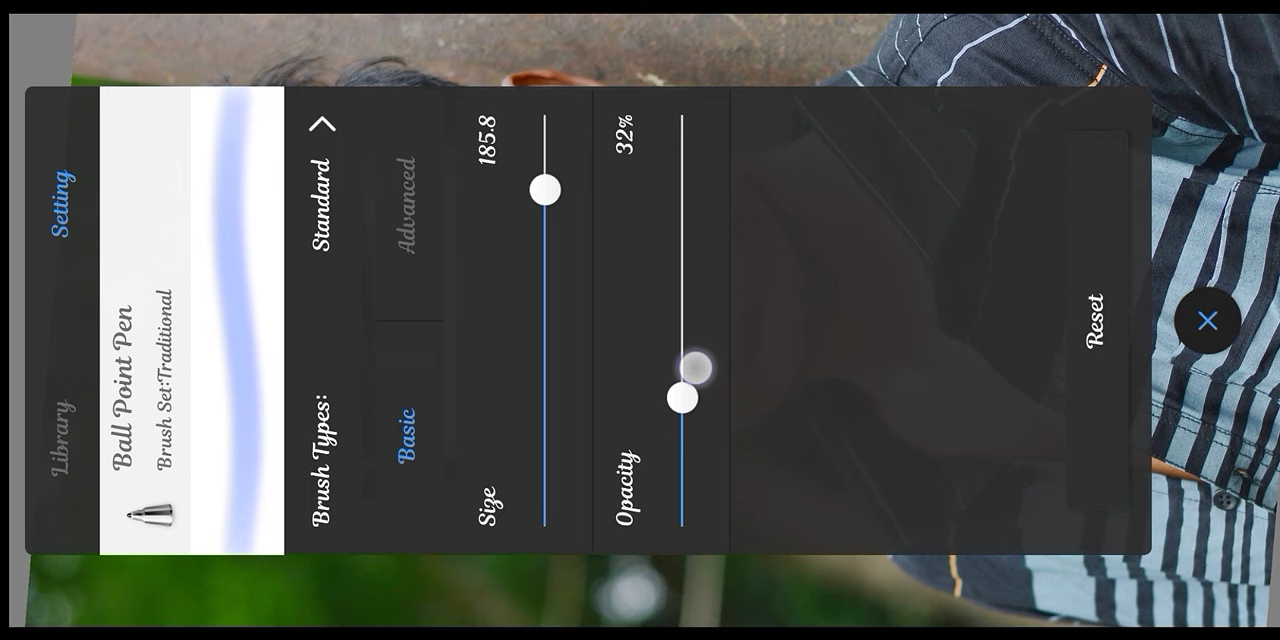 Library Setting
Ball Point Pen
Brush Set:Traditional
Brush Types: Standard
Basic Advanced
Size 185.8
Opacity 32%
Reset